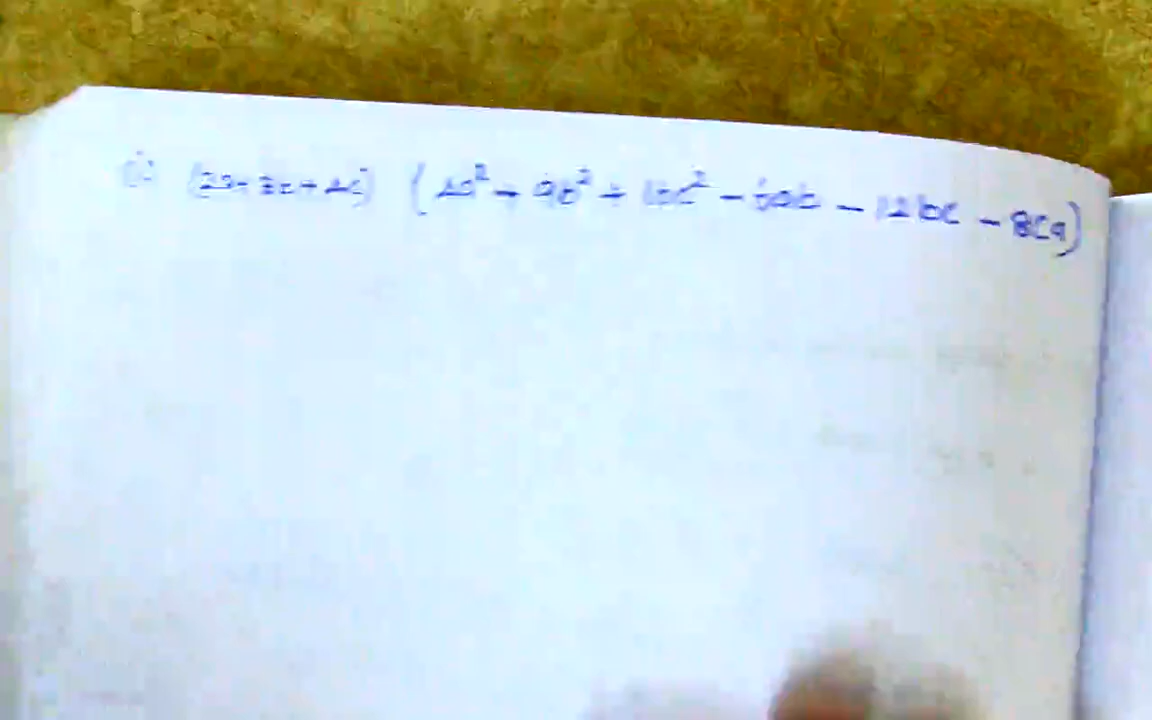 (i) (2a+3b+4c) (4a² + 9b² + 16c² - 6ab - 12bc - 8ca)